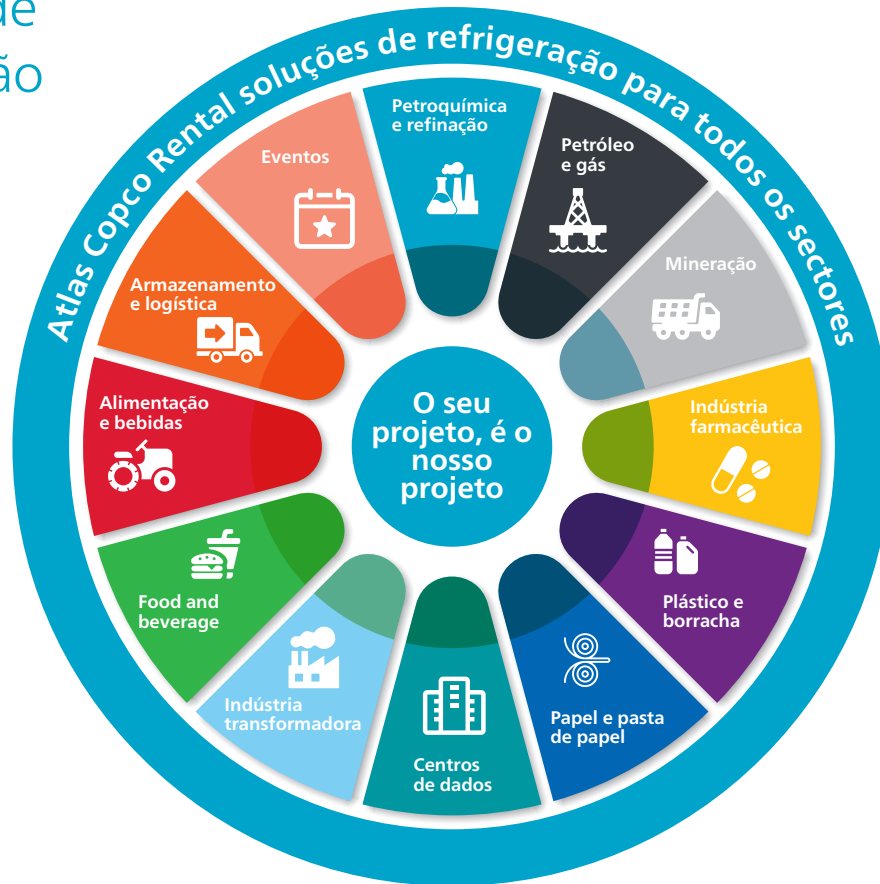 de
ão
Atlas Copco Rental soluções de refrigeração para todos os sectores
Petroquímica
e refinação
Petróleo
e gás
Mineração
Indústria
farmacêutica
Plástico e
borracha
Papel e pasta
de papel
Centros
de dados
Indústria
transformadora
Food and
beverage
Alimentação
e bebidas
Armazenamento
e logística
Eventos
O seu
projeto, é o
nosso
projeto